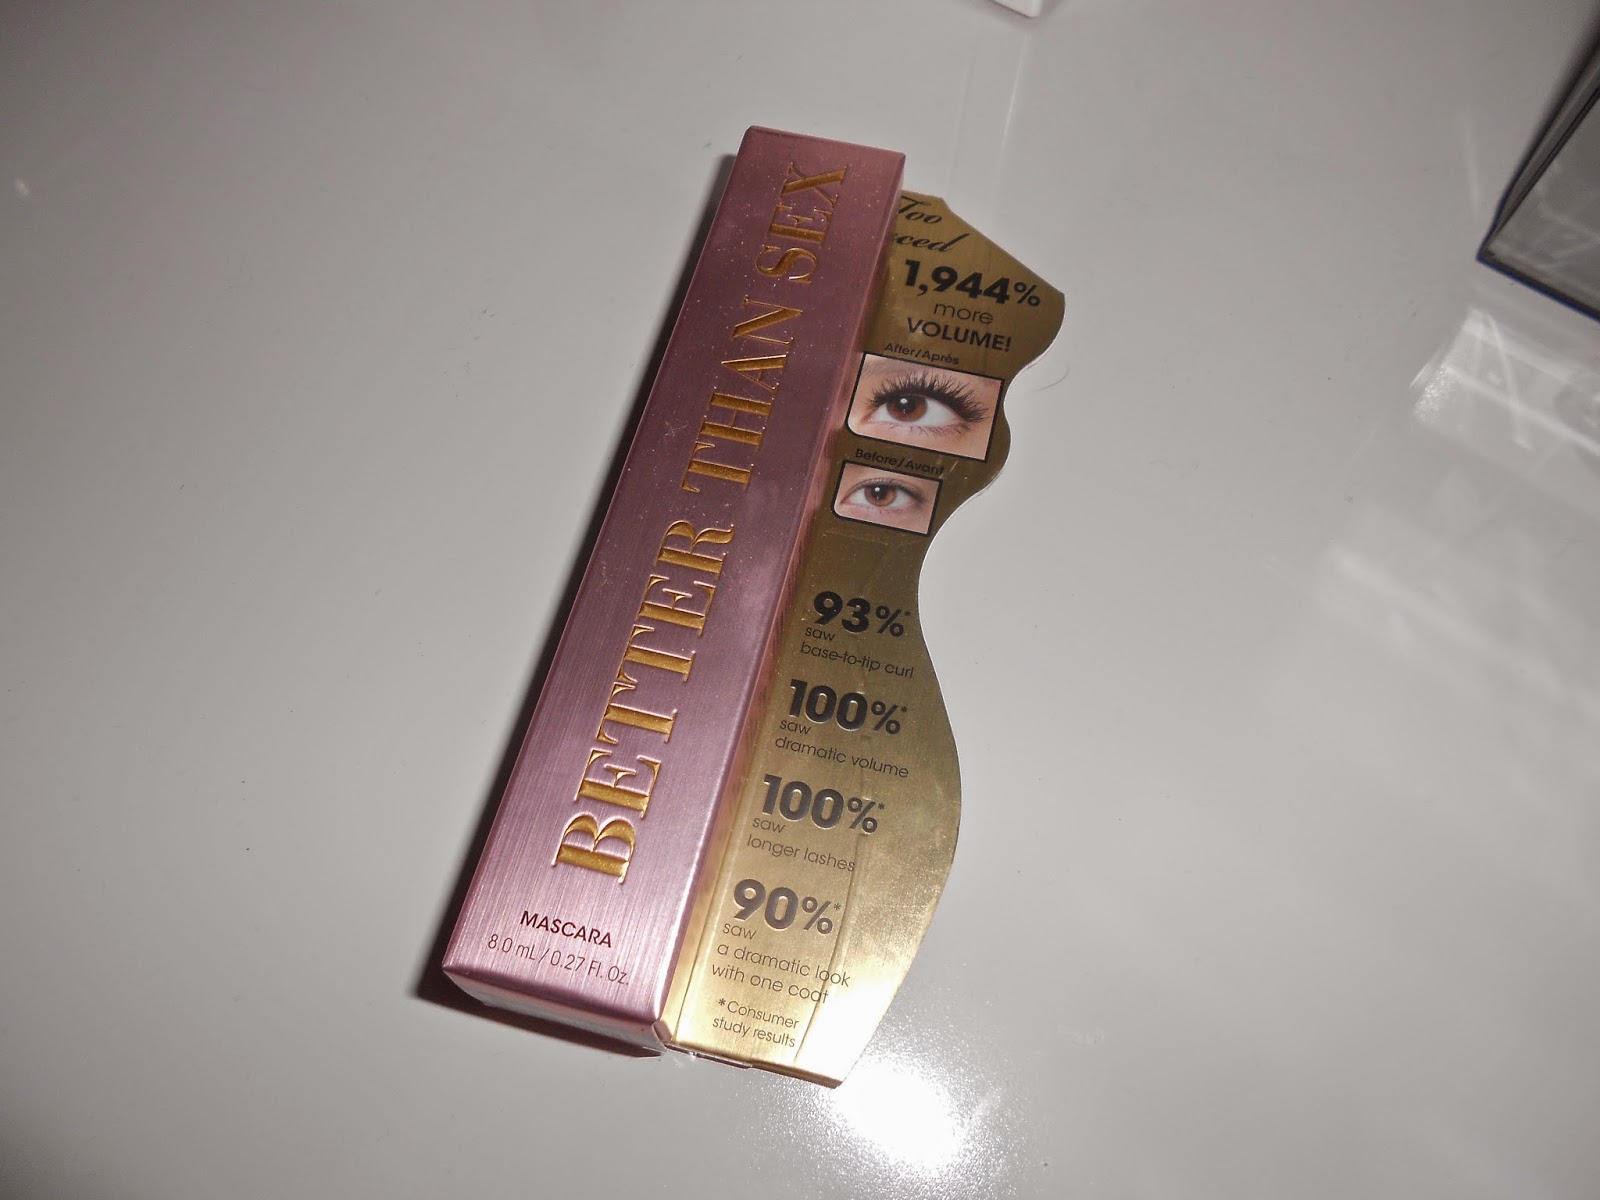 BETTER THAN SEX
MASCARA
8.0 mL / 0.27 Fl. Oz.
Too
ced
1,944%
more
VOLUME!
After/Après
Before/Avant
93%*
saw
base-to-tip curl
100%*
saw
dramatic volume
100%*
saw
longer lashes
90%*
saw
a dramatic look
with one coat
*Consumer
study results